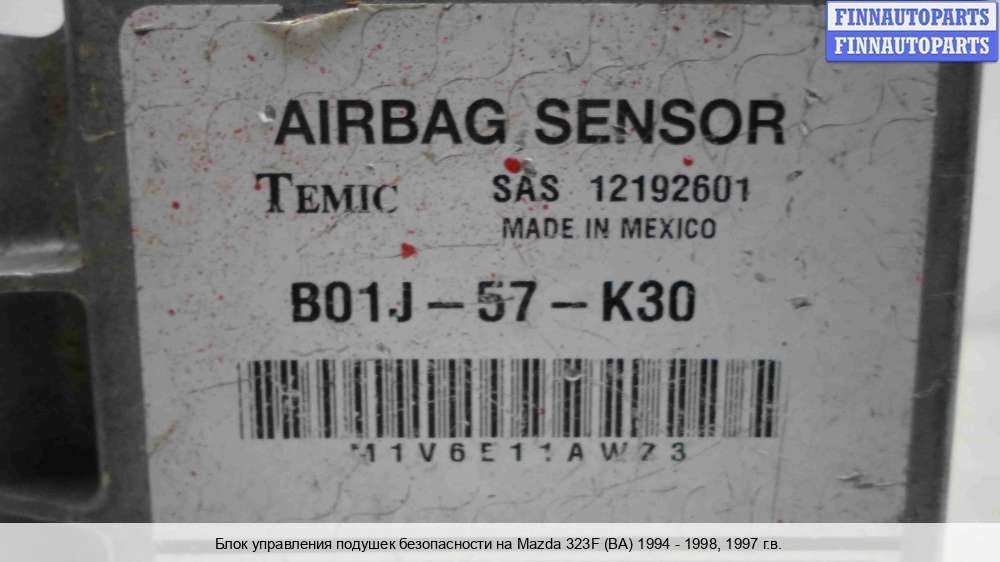 FINNAUTOPARTS
FINNAUTOPARTS
AIRBAG SENSOR
TEMIC SAS 12192601
MADE IN MEXICO
B01J-57-K30
M1V6E11AW73
Блок управления подушек безопасности на Mazda 323F (BA) 1994 - 1998, 1997 г.в.